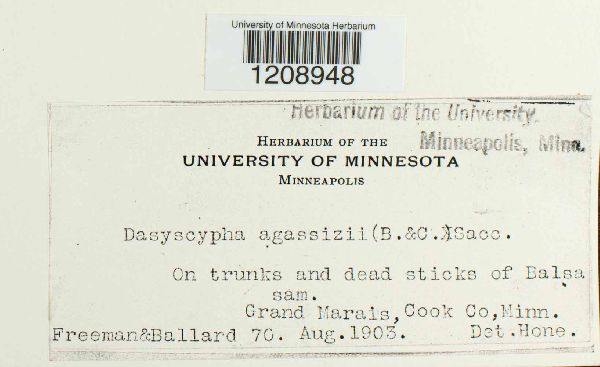 University of Minnesota Herbarium
1208948
Herbarium of the University.
Minneapolis, Minn.
HERBARIUM OF THE
UNIVERSITY OF MINNESOTA
MINNEAPOLIS
Dasyscypha agassizii(B.&C.)Sacc.
On trunks and dead sticks of Balsa
sam.
Grand Marais,Cook Co,Minn.
Freeman&Ballard 70. Aug.1903. Det.Hone.